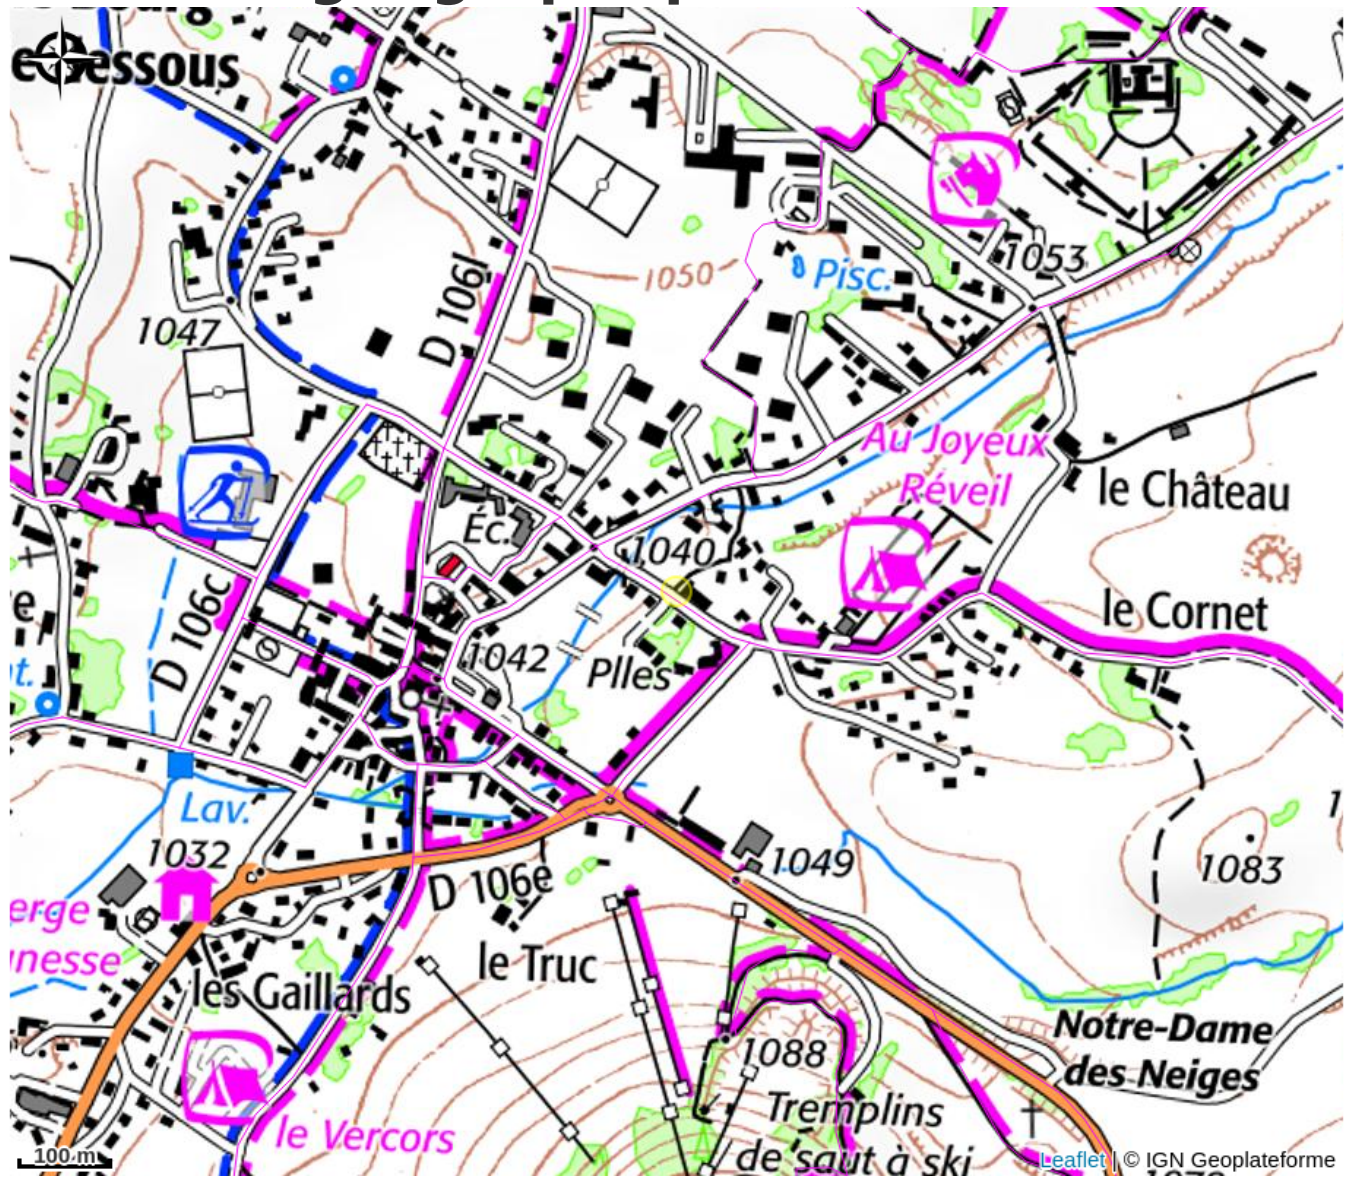 essous
1050
Pisc.
1053
D 106l
1047
Au Joyeux
Réveil
le Château
Éc.
1040
le Cornet
D 106c
1042
Plles
Lav.
1032
1049
1083
D 106e
erge
nesse
le Truc
les Gaillards
Notre-Dame
des Neiges
1088
Tremplins
de saut à ski
le Vercors
100 m
Leaflet | © IGN Geoplateforme